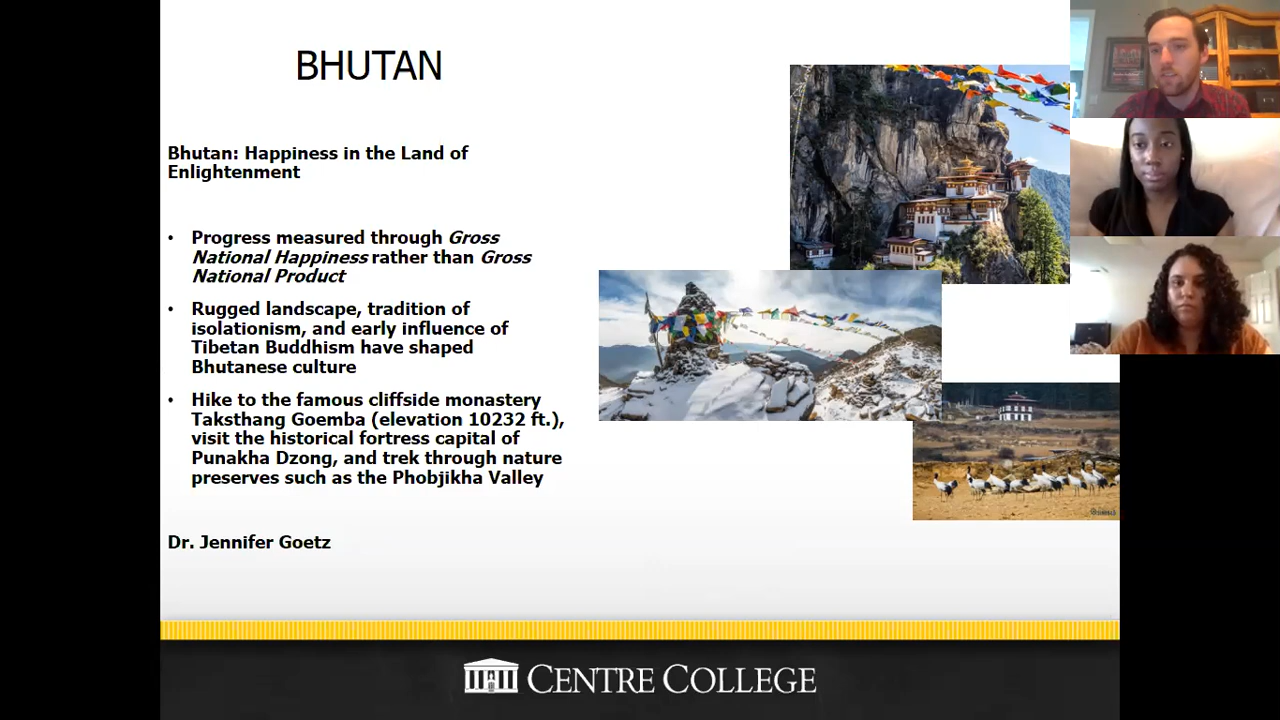 BHUTAN
Bhutan: Happiness in the Land of
Enlightenment
• Progress measured through Gross
National Happiness rather than Gross
National Product
• Rugged landscape, tradition of
isolationism, and early influence of
Tibetan Buddhism have shaped
Bhutanese culture
• Hike to the famous cliffside monastery
Taksthang Goemba (elevation 10232 ft.),
visit the historical fortress capital of
Punakha Dzong, and trek through nature
preserves such as the Phobjikha Valley
Dr. Jennifer Goetz
CENTRE COLLEGE